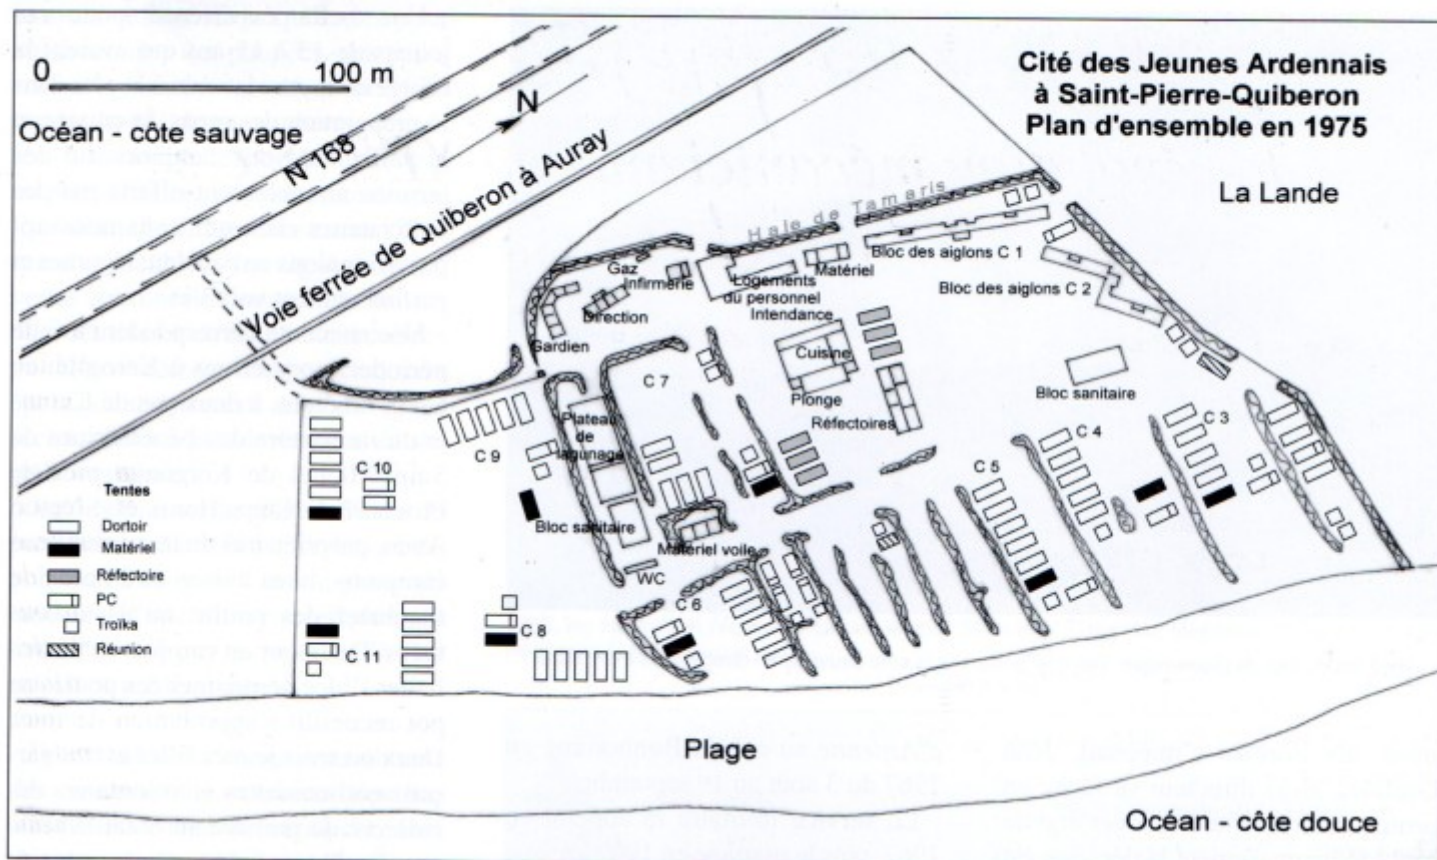 Cité des Jeunes Ardennais
à Saint-Pierre-Quiberon
Plan d'ensemble en 1975
0 100 m
N
Océan - côte sauvage
N 168
Voie ferrée de Quiberon à Auray
La Lande
Haie de Tamaris
Bloc des aiglons C 1
Bloc des aiglons C 2
Gaz
Infirmerie
Matériel
Logements
du personnel
Intendance
Direction
Gardien
Cuisine
Plonge
Réfectoires
Bloc sanitaire
C 7
Plateau
de
lagunage
C 9
C 10
C 3
C 4
C 5
Tentes
Dortoir
Matériel
Réfectoire
PC
Troïka
Réunion
Bloc sanitaire
Matériel voile
WC
C 6
C 8
C 11
Plage
Océan - côte douce